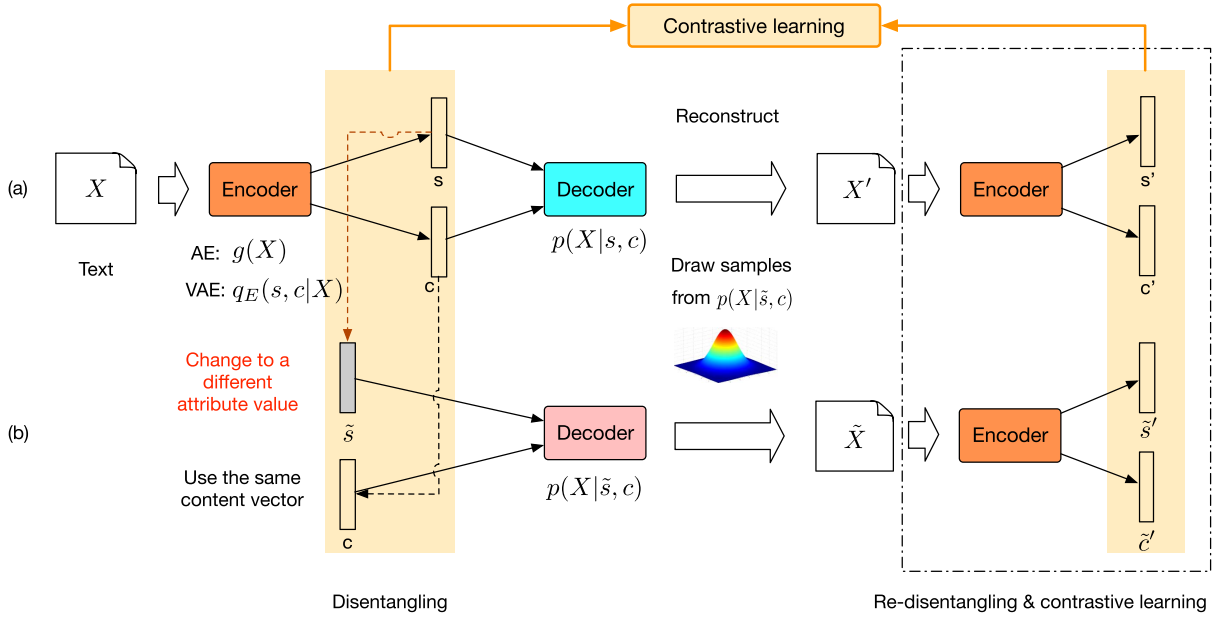 Contrastive learning
(a)
X
Text
Encoder
AE: g(X)
VAE: q_E(s, c|X)
s
c
Decoder
p(X|s, c)
Reconstruct
X′
Encoder
s'
c'
Draw samples
from p(X|s̃, c)
(b)
Change to a
different
attribute value
s̃
Use the same
content vector
c
Decoder
p(X|s̃, c)
X̃
Encoder
s̃′
c̃′
Disentangling
Re-disentangling & contrastive learning